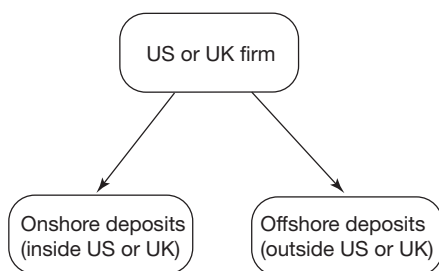 US or UK firm
Onshore deposits
(inside US or UK)
Offshore deposits
(outside US or UK)